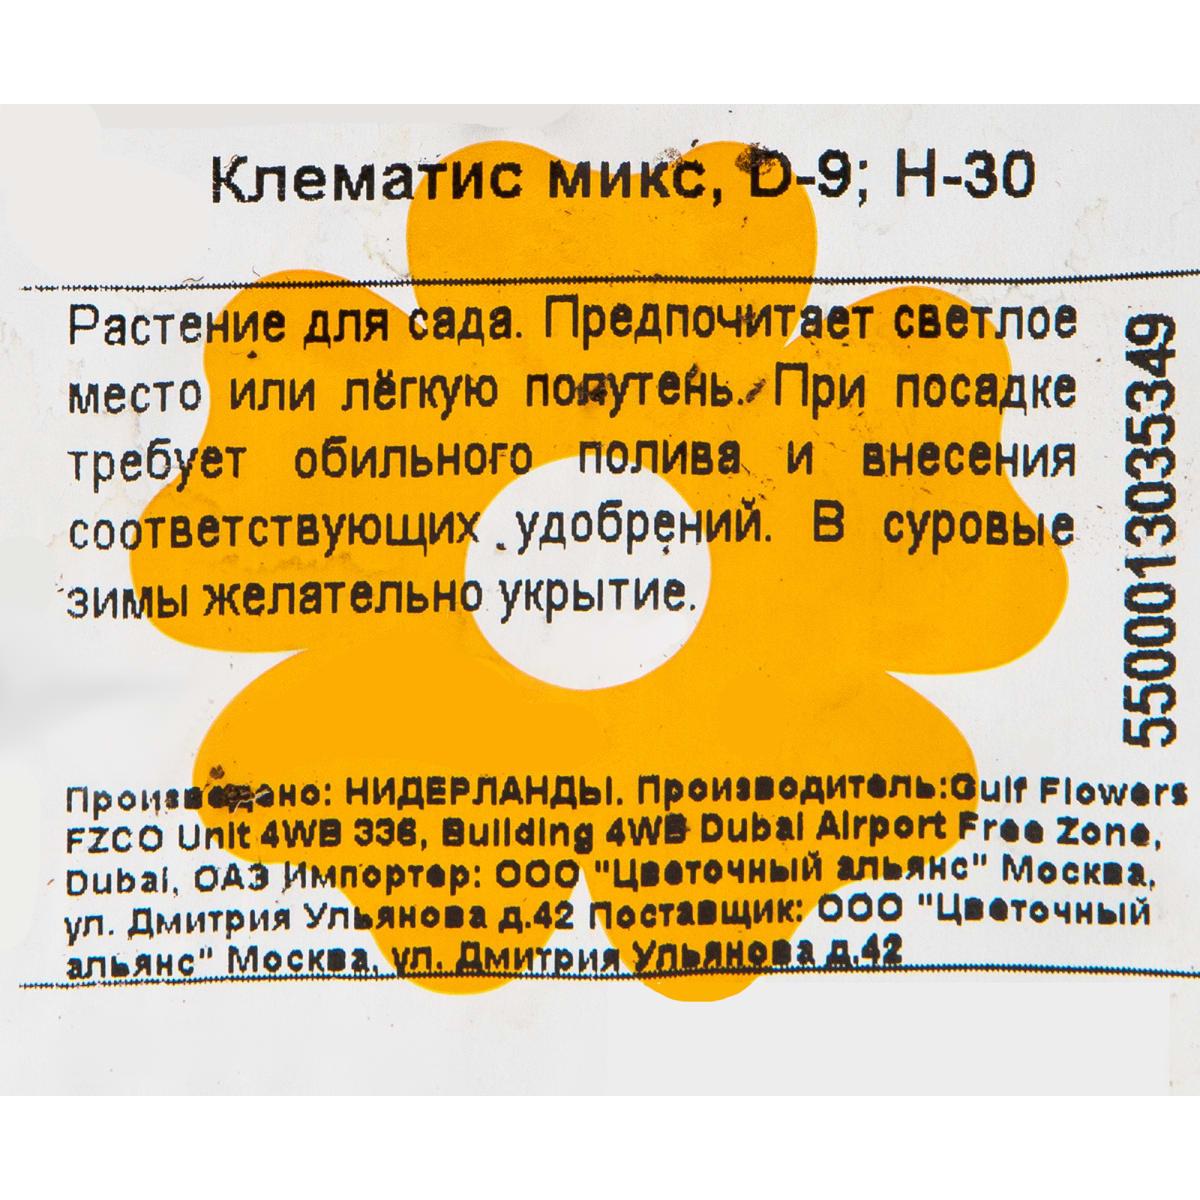 Клематис микс, D-9; H-30
Растение для сада. Предпочитает светлое
место или лёгкую полутень. При посадке
требует обильного полива и внесения
соответствующих удобрений. В суровые
зимы желательно укрытие.
5500013035349
Произведано: НИДЕРЛАНДЫ. Производитель:Gulf Flowers
FZCO Unit 4WB 336, Building 4WB Dubai Airport Free Zone,
Dubai, ОАЭ Импортер: ООО "Цветочный альянс" Москва,
ул. Дмитрия Ульянова д.42 Поставщик: ООО "Цветочный
альянс" Москва, ул. Дмитрия Ульянова д.42